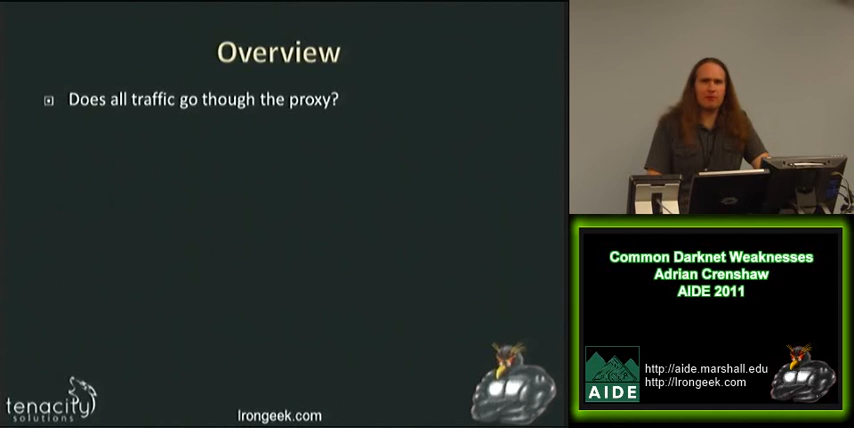 Overview
Does all traffic go though the proxy?
tenacity
SOLUTIONS
Irongeek.com
Common Darknet Weaknesses
Adrian Crenshaw
AIDE 2011
AIDE
http://aide.marshall.edu
http://Irongeek.com